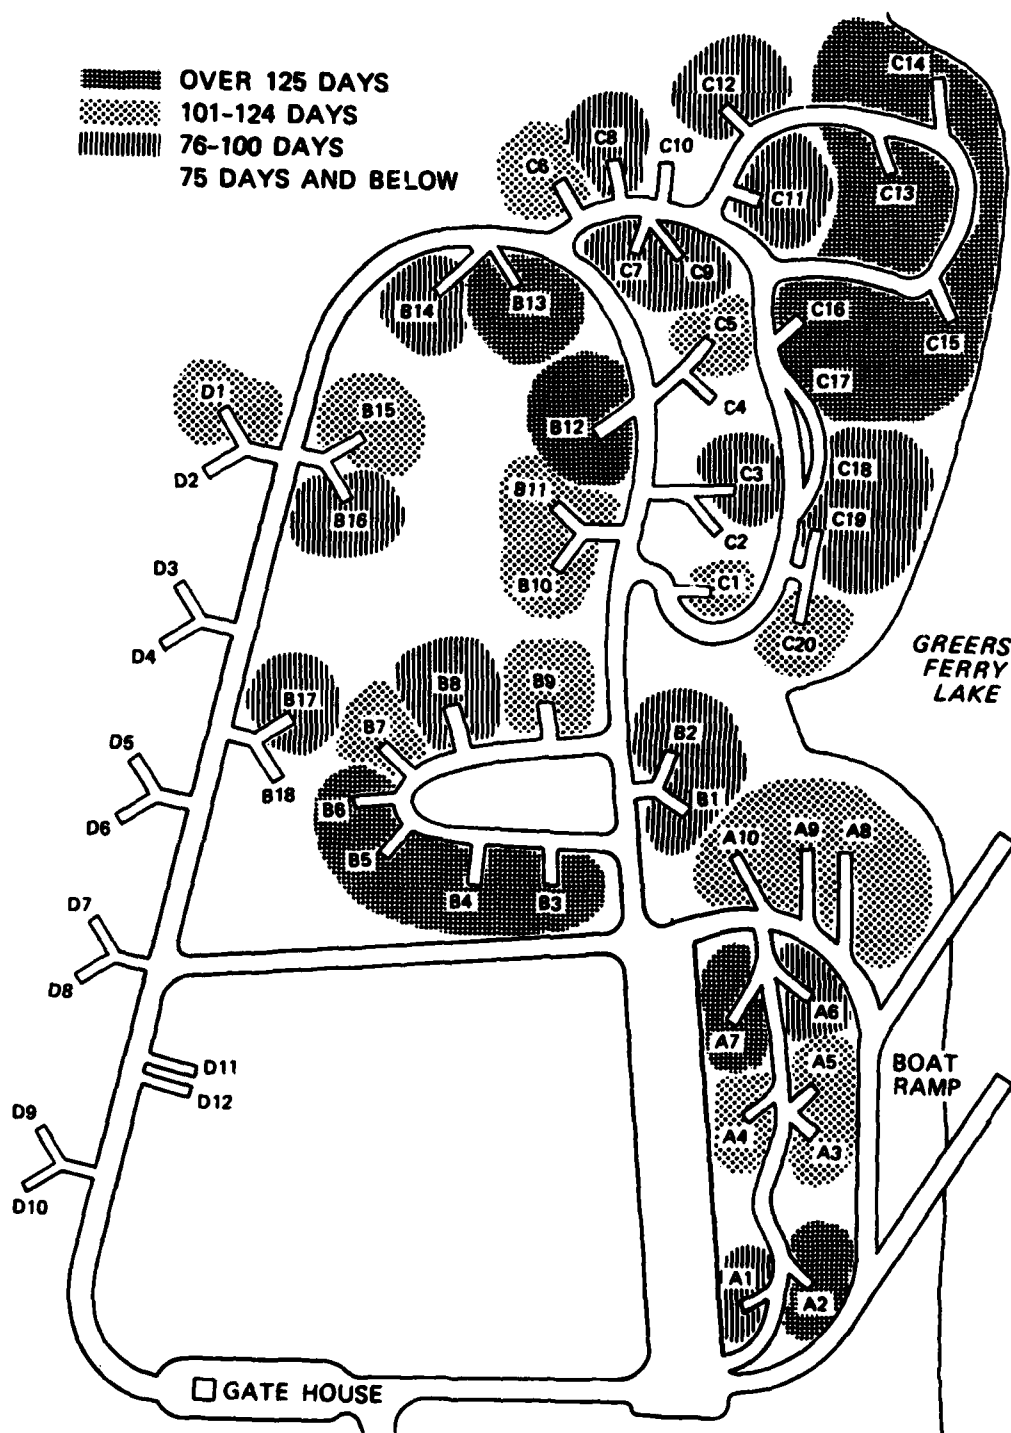 OVER 125 DAYS
101-124 DAYS
76-100 DAYS
75 DAYS AND BELOW
C14
C12
C8
C10
C6
C13
C11
C7
C9
B14
B13
C16
C5
C15
C17
D1
B15
C4
B12
D2
C18
C3
B11
B16
C19
C2
D3
B10
C1
D4
C20
GREERS
FERRY
LAKE
B17
B8
B9
B7
B2
D5
B18
B6
B1
D6
A10
A9
A8
B5
B4
B3
D7
D8
A6
A7
A5
BOAT
RAMP
D11
D12
D9
A4
A3
D10
A1
A2
GATE HOUSE